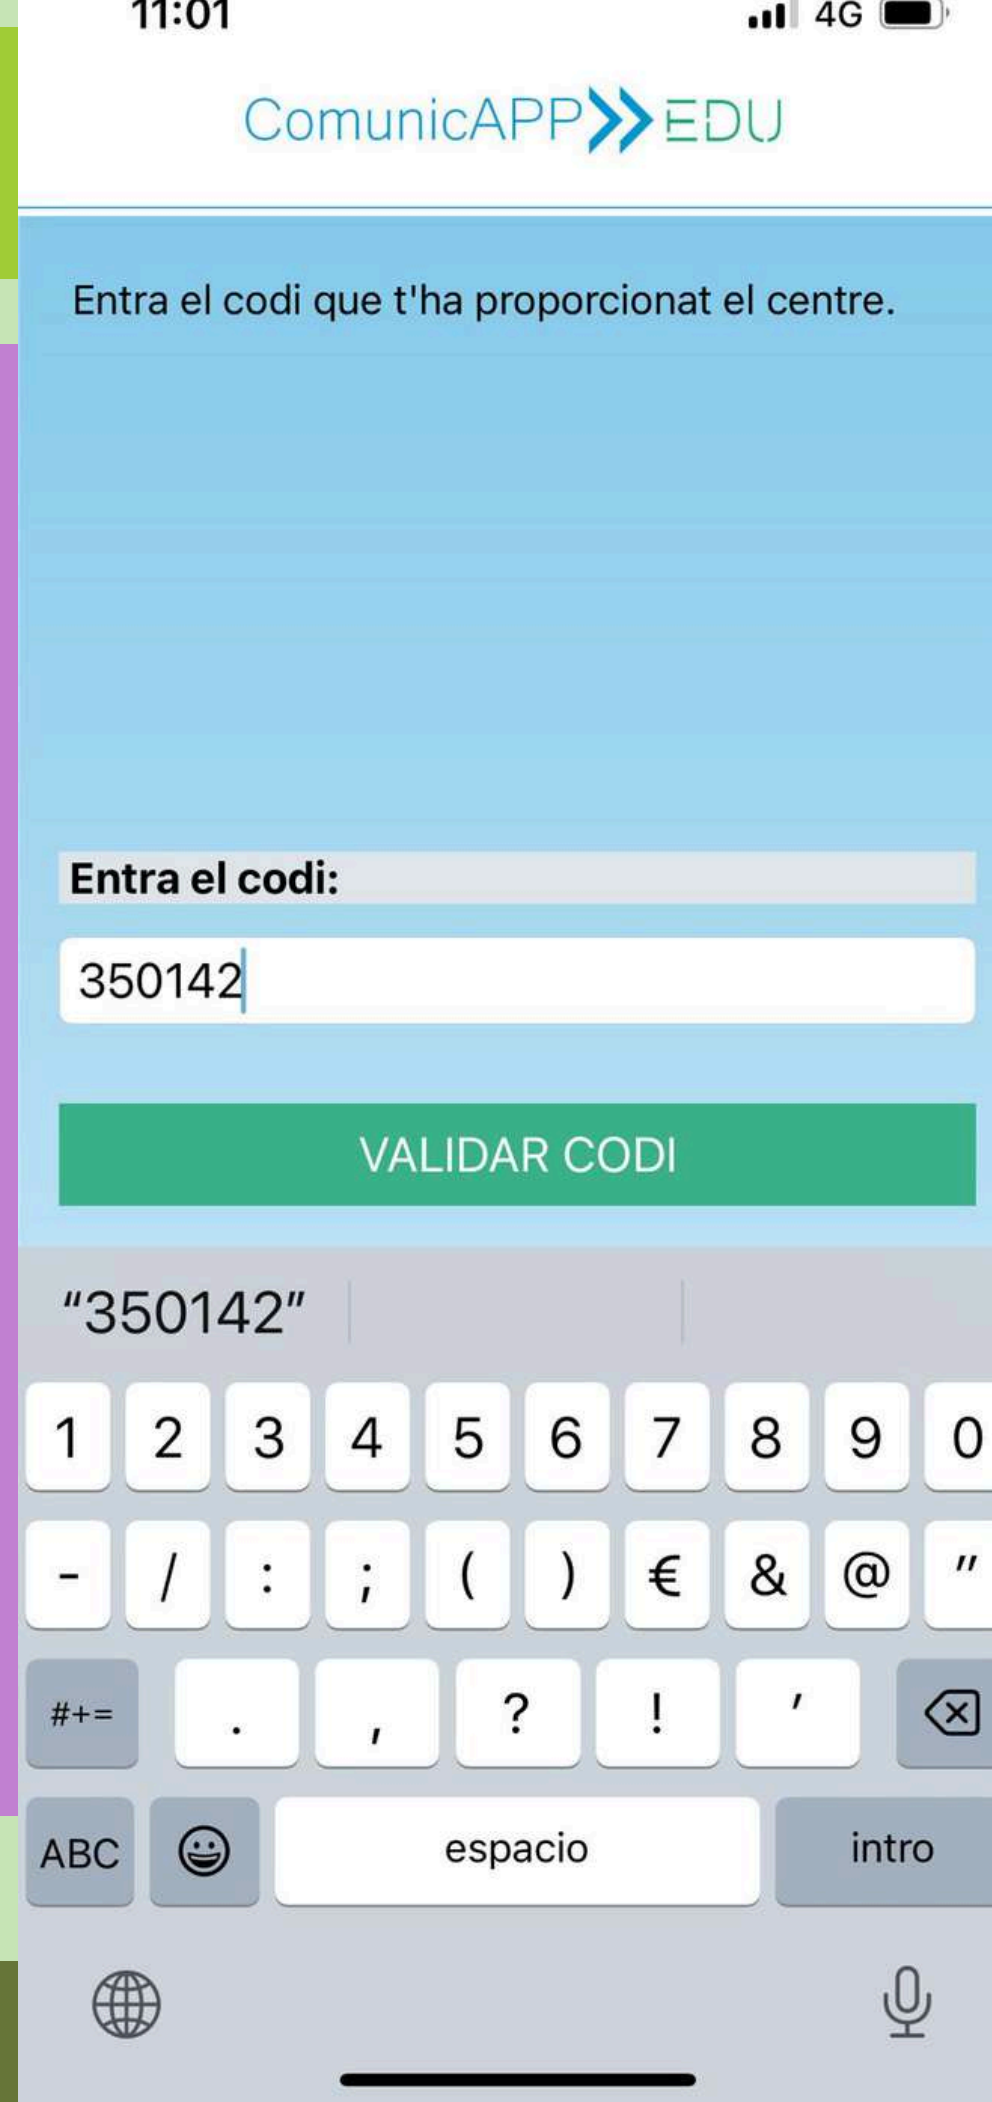 11:01 4G
ComunicAPP EDU
Entra el codi que t'ha proporcionat el centre.
Entra el codi:
350142
VALIDAR CODI
“350142”
1 2 3 4 5 6 7 8 9 0
- / : ; ( ) € & @ "
#+= . , ? ! '
ABC espacio intro